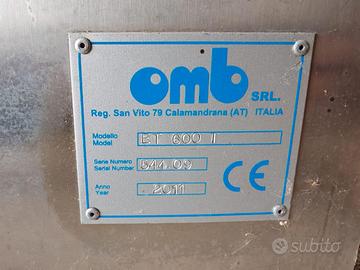 omb SRL.
Reg. San Vito 79 Calamandrana (AT) ITALIA
Modello
Model
ET 600 I
Serie Numero
Serial Number
544.05
Anno
Year
2011
CE
subito